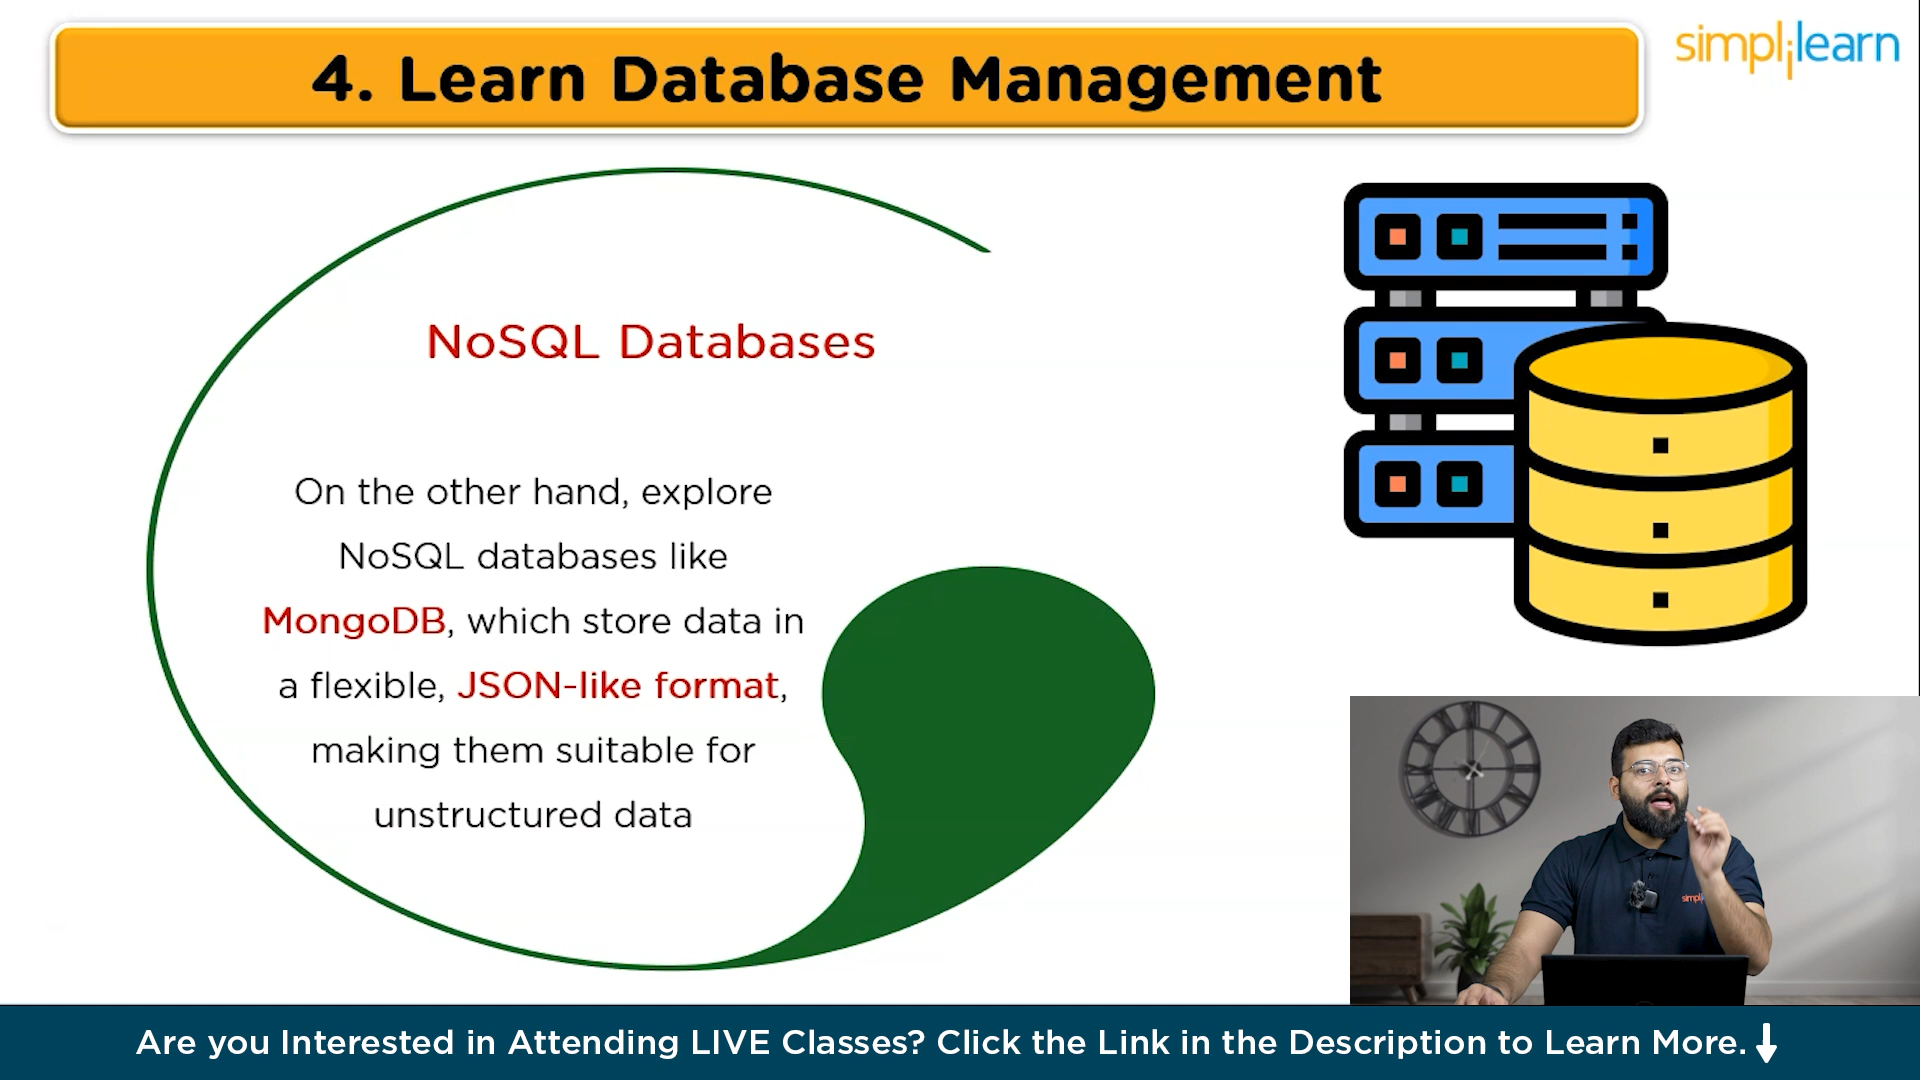 4. Learn Database Management
simplilearn
NoSQL Databases
On the other hand, explore
NoSQL databases like
MongoDB, which store data in
a flexible, JSON-like format,
making them suitable for
unstructured data
Are you Interested in Attending LIVE Classes? Click the Link in the Description to Learn More.